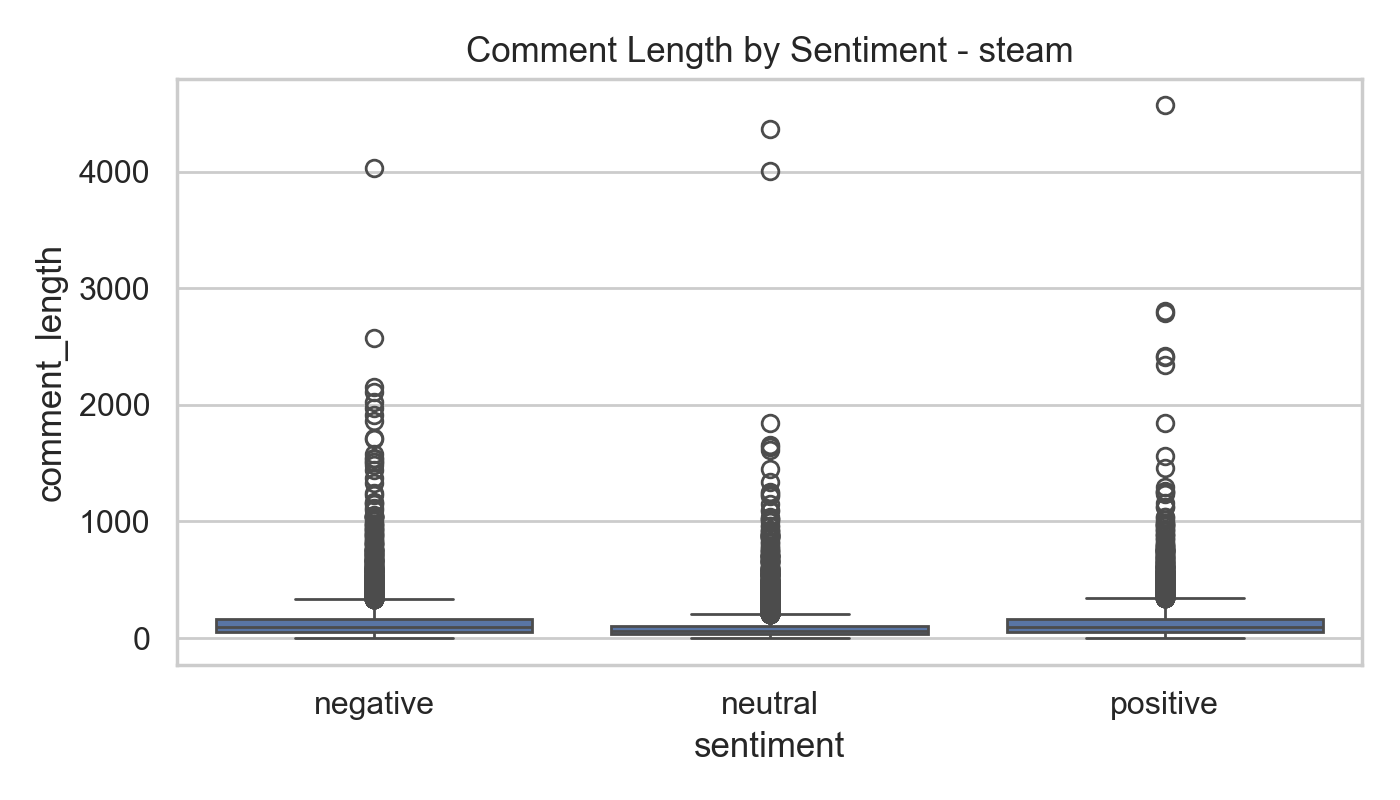 Comment Length by Sentiment - steam
comment_length
4000
3000
2000
1000
0
negative
neutral
positive
sentiment